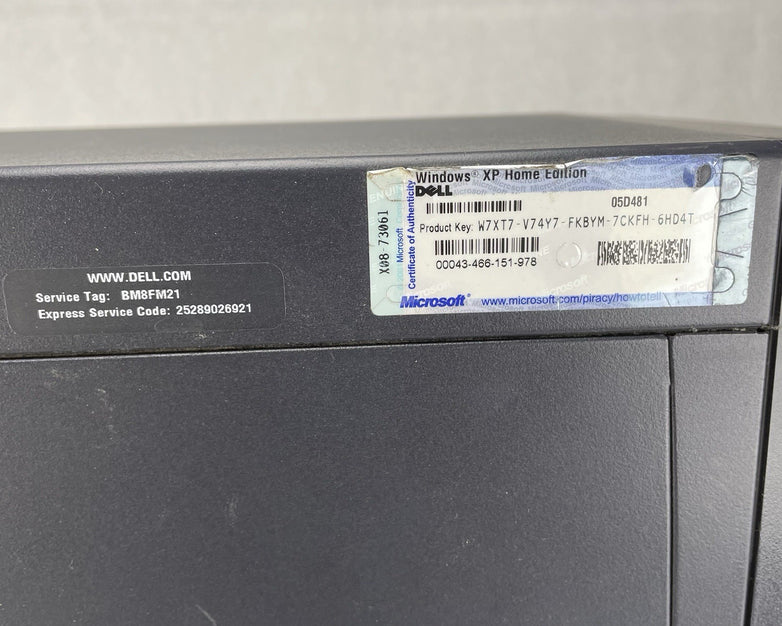 WWW.DELL.COM
Service Tag: BM8FM21
Express Service Code: 25289026921
Windows® XP Home Edition
DELL
05D481
Product Key: W7XT7-V74Y7-FKBYM-7CKFH-6HD4T
00043-466-151-978
Microsoft® www.microsoft.com/piracy/howtotell
X08-73061
Certificate of Authenticity
Microsoft